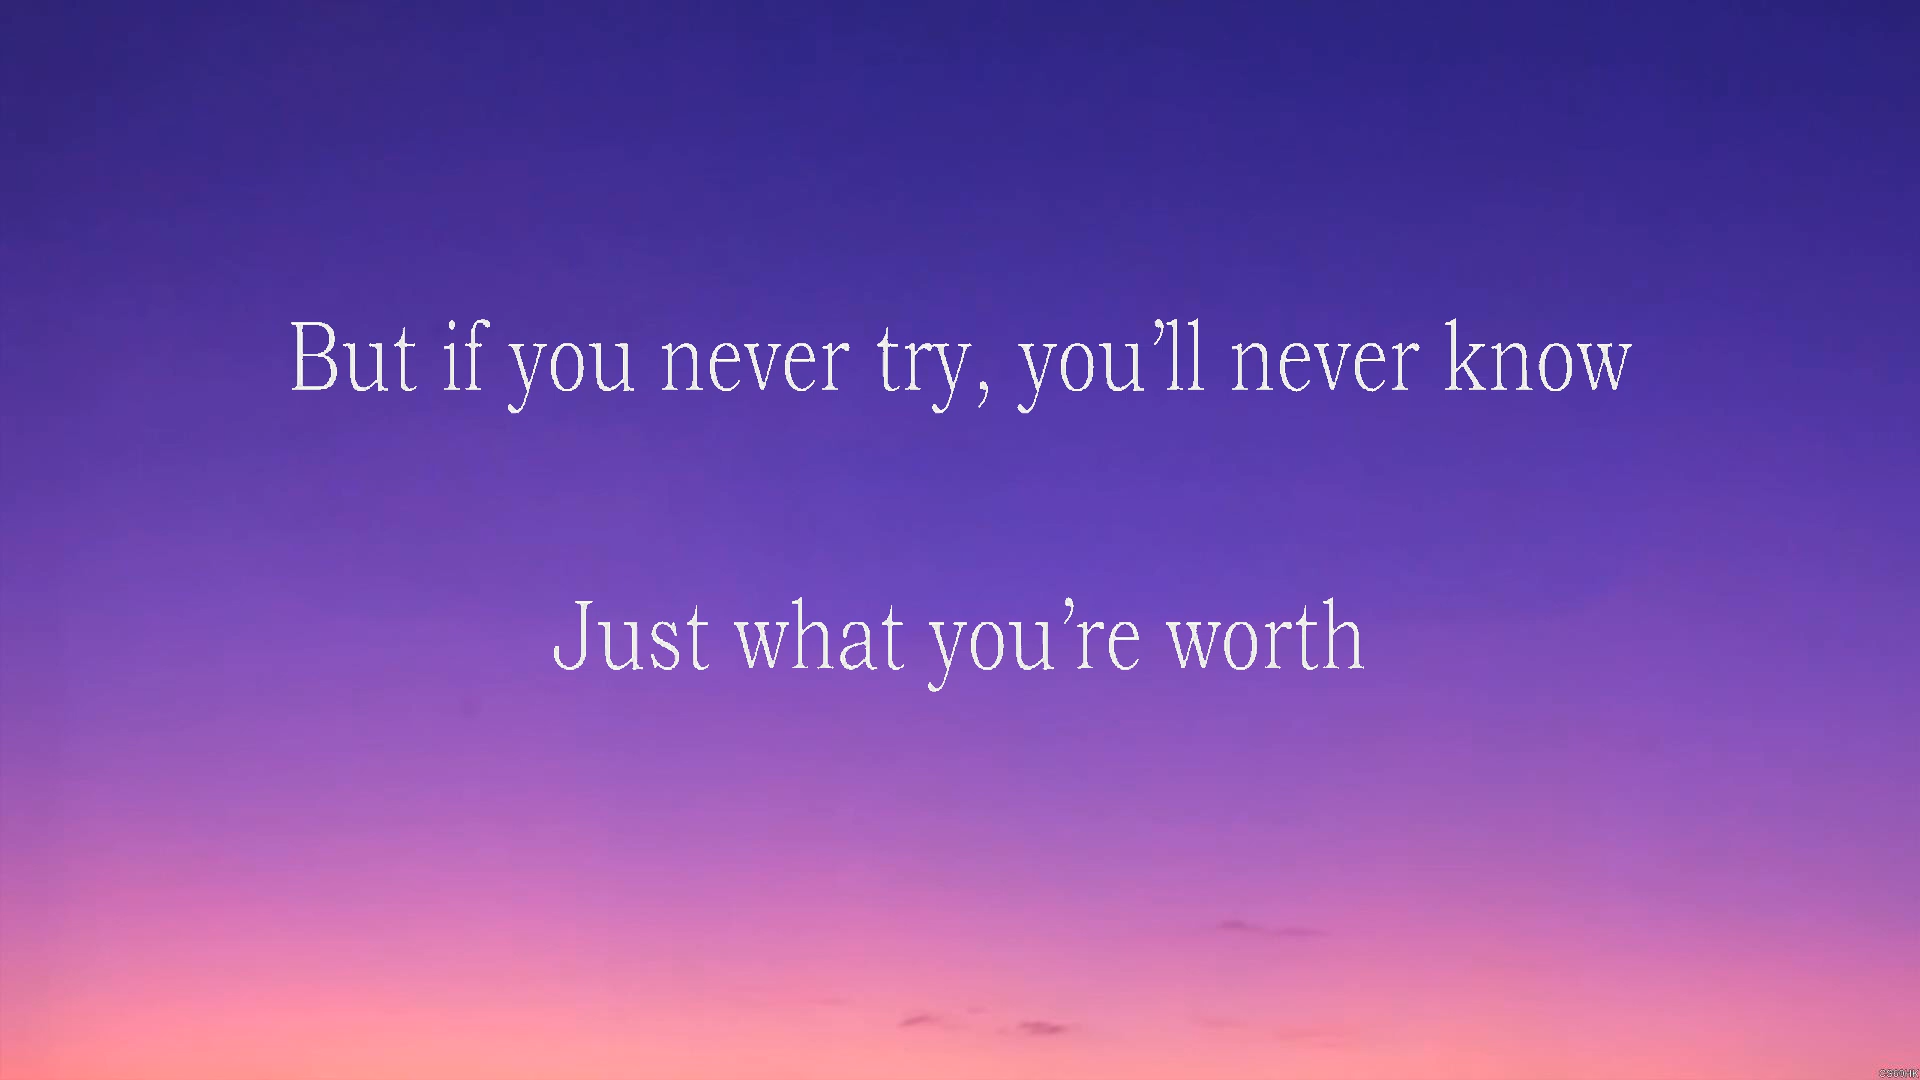 But if you never try, you’ll never know
Just what you’re worth